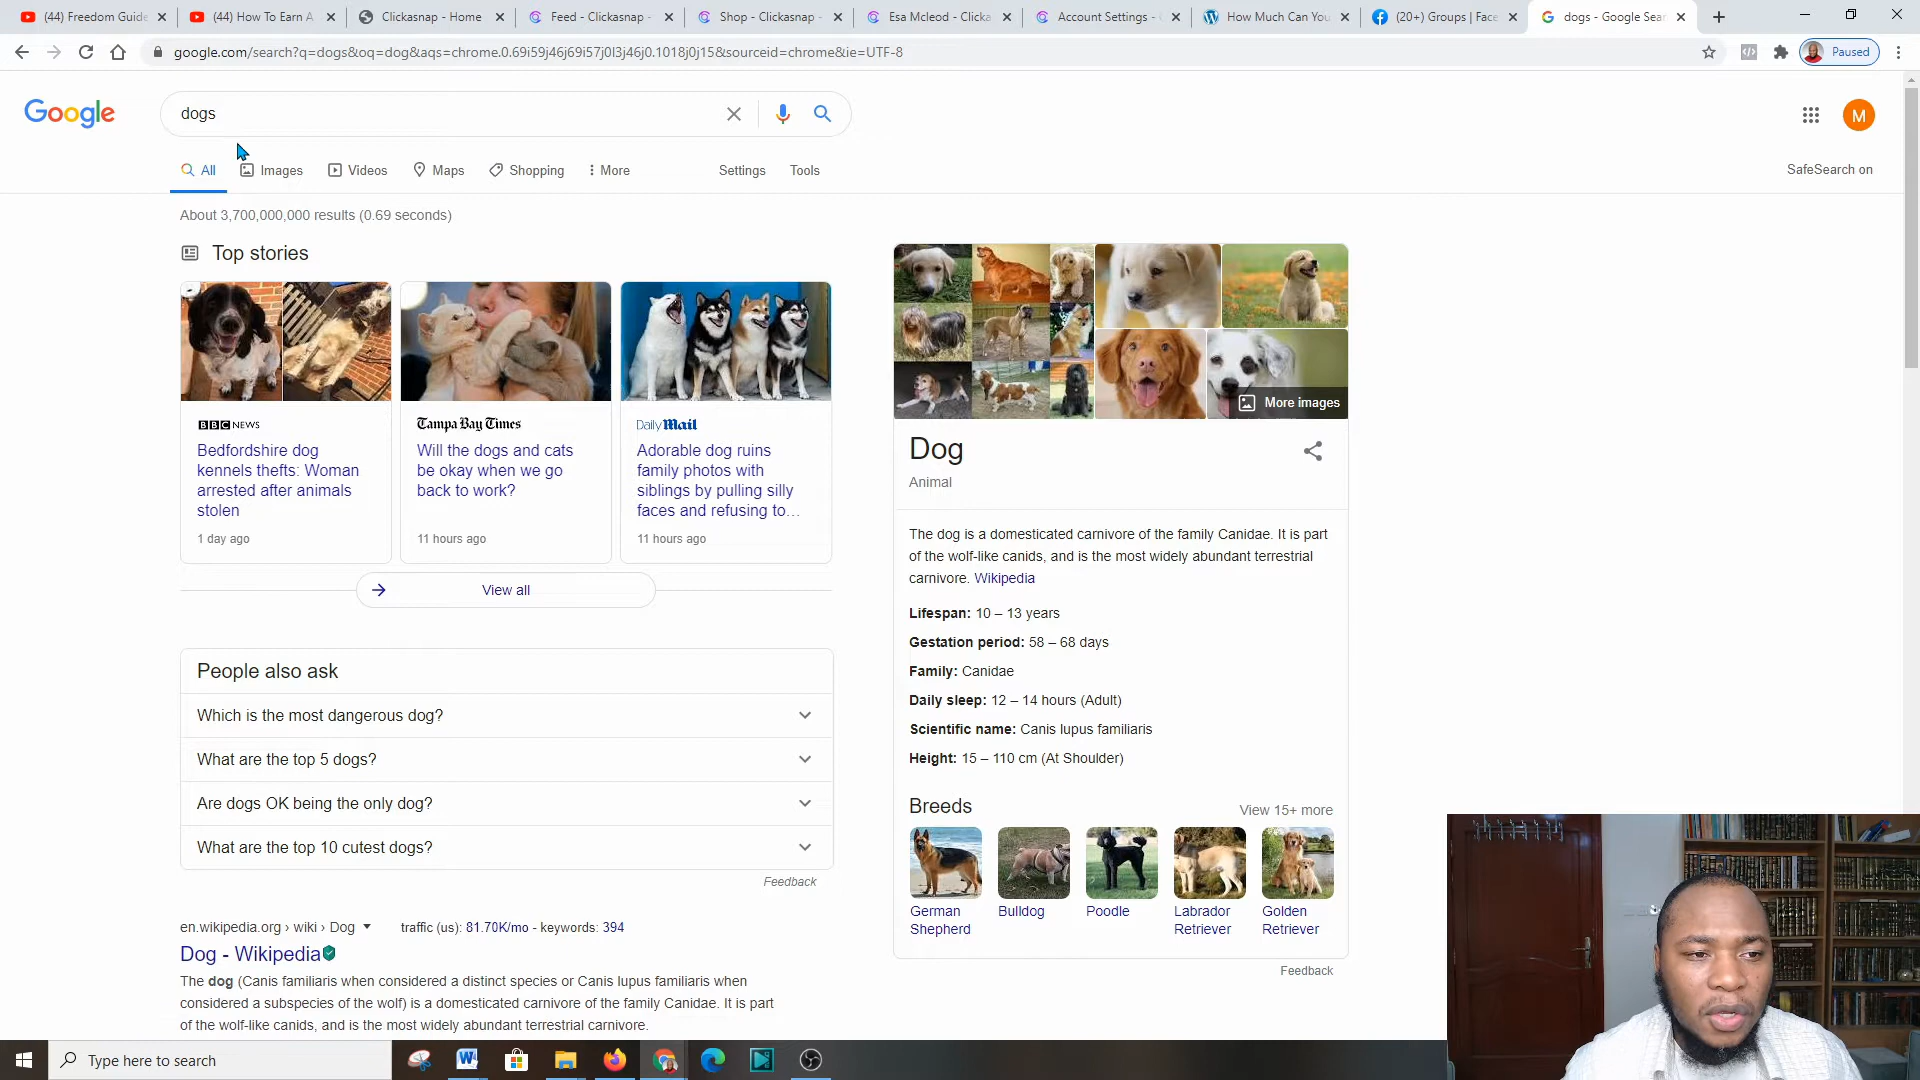 (44) Freedom Guide
(44) How To Earn A
Clickasnap - Home
Feed - Clickasnap -
Shop - Clickasnap -
Esa Mcleod - Clicka
Account Settings -
How Much Can You
(20+) Groups | Face
dogs - Google Sear
google.com/search?q=dogs&oq=dog&aqs=chrome.0.69i59j46j69i57j0l3j46j0.1018j0j15&sourceid=chrome&ie=UTF-8
Paused
Google
dogs
M
All
Images
Videos
Maps
Shopping
More
Settings
Tools
SafeSearch on
About 3,700,000,000 results (0.69 seconds)
Top stories
BBC NEWS
Bedfordshire dog
kennels thefts: Woman
arrested after animals
stolen
1 day ago
Tampa Bay Times
Will the dogs and cats
be okay when we go
back to work?
11 hours ago
Daily Mail
Adorable dog ruins
family photos with
siblings by pulling silly
faces and refusing to…
11 hours ago
View all
People also ask
Which is the most dangerous dog?
What are the top 5 dogs?
Are dogs OK being the only dog?
What are the top 10 cutest dogs?
Feedback
en.wikipedia.org › wiki › Dog
traffic (us): 81.70K/mo - keywords: 394
Dog - Wikipedia
The dog (Canis familiaris when considered a distinct species or Canis lupus familiaris when
considered a subspecies of the wolf) is a domesticated carnivore of the family Canidae. It is part
of the wolf-like canids, and is the most widely abundant terrestrial carnivore.
More images
Dog
Animal
The dog is a domesticated carnivore of the family Canidae. It is part
of the wolf-like canids, and is the most widely abundant terrestrial
carnivore. Wikipedia
Lifespan: 10 – 13 years
Gestation period: 58 – 68 days
Family: Canidae
Daily sleep: 12 – 14 hours (Adult)
Scientific name: Canis lupus familiaris
Height: 15 – 110 cm (At Shoulder)
Breeds
View 15+ more
German
Shepherd
Bulldog
Poodle
Labrador
Retriever
Golden
Retriever
Feedback
Type here to search